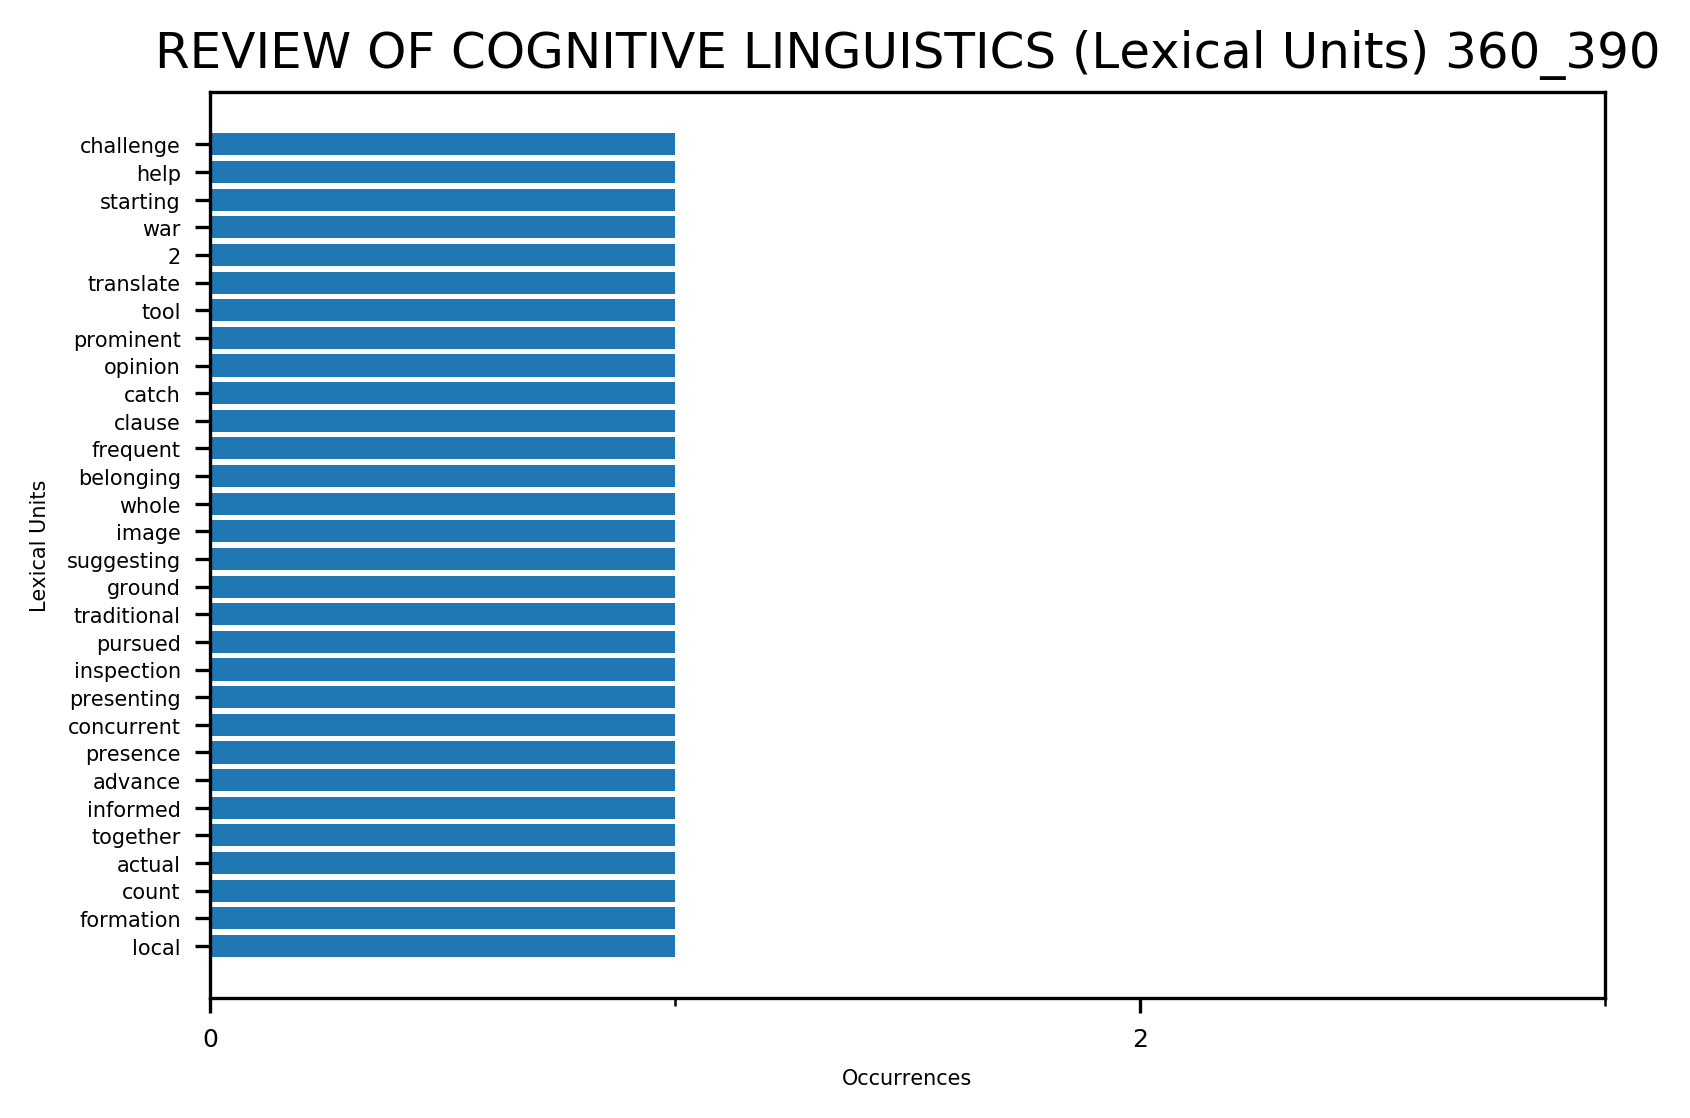 REVIEW OF COGNITIVE LINGUISTICS (Lexical Units) 360_390
challenge
help
starting
war
2
translate
tool
prominent
opinion
catch
clause
frequent
belonging
whole
image
suggesting
ground
traditional
pursued
inspection
presenting
concurrent
presence
advance
informed
together
actual
count
formation
local
Lexical Units
0 2
Occurrences